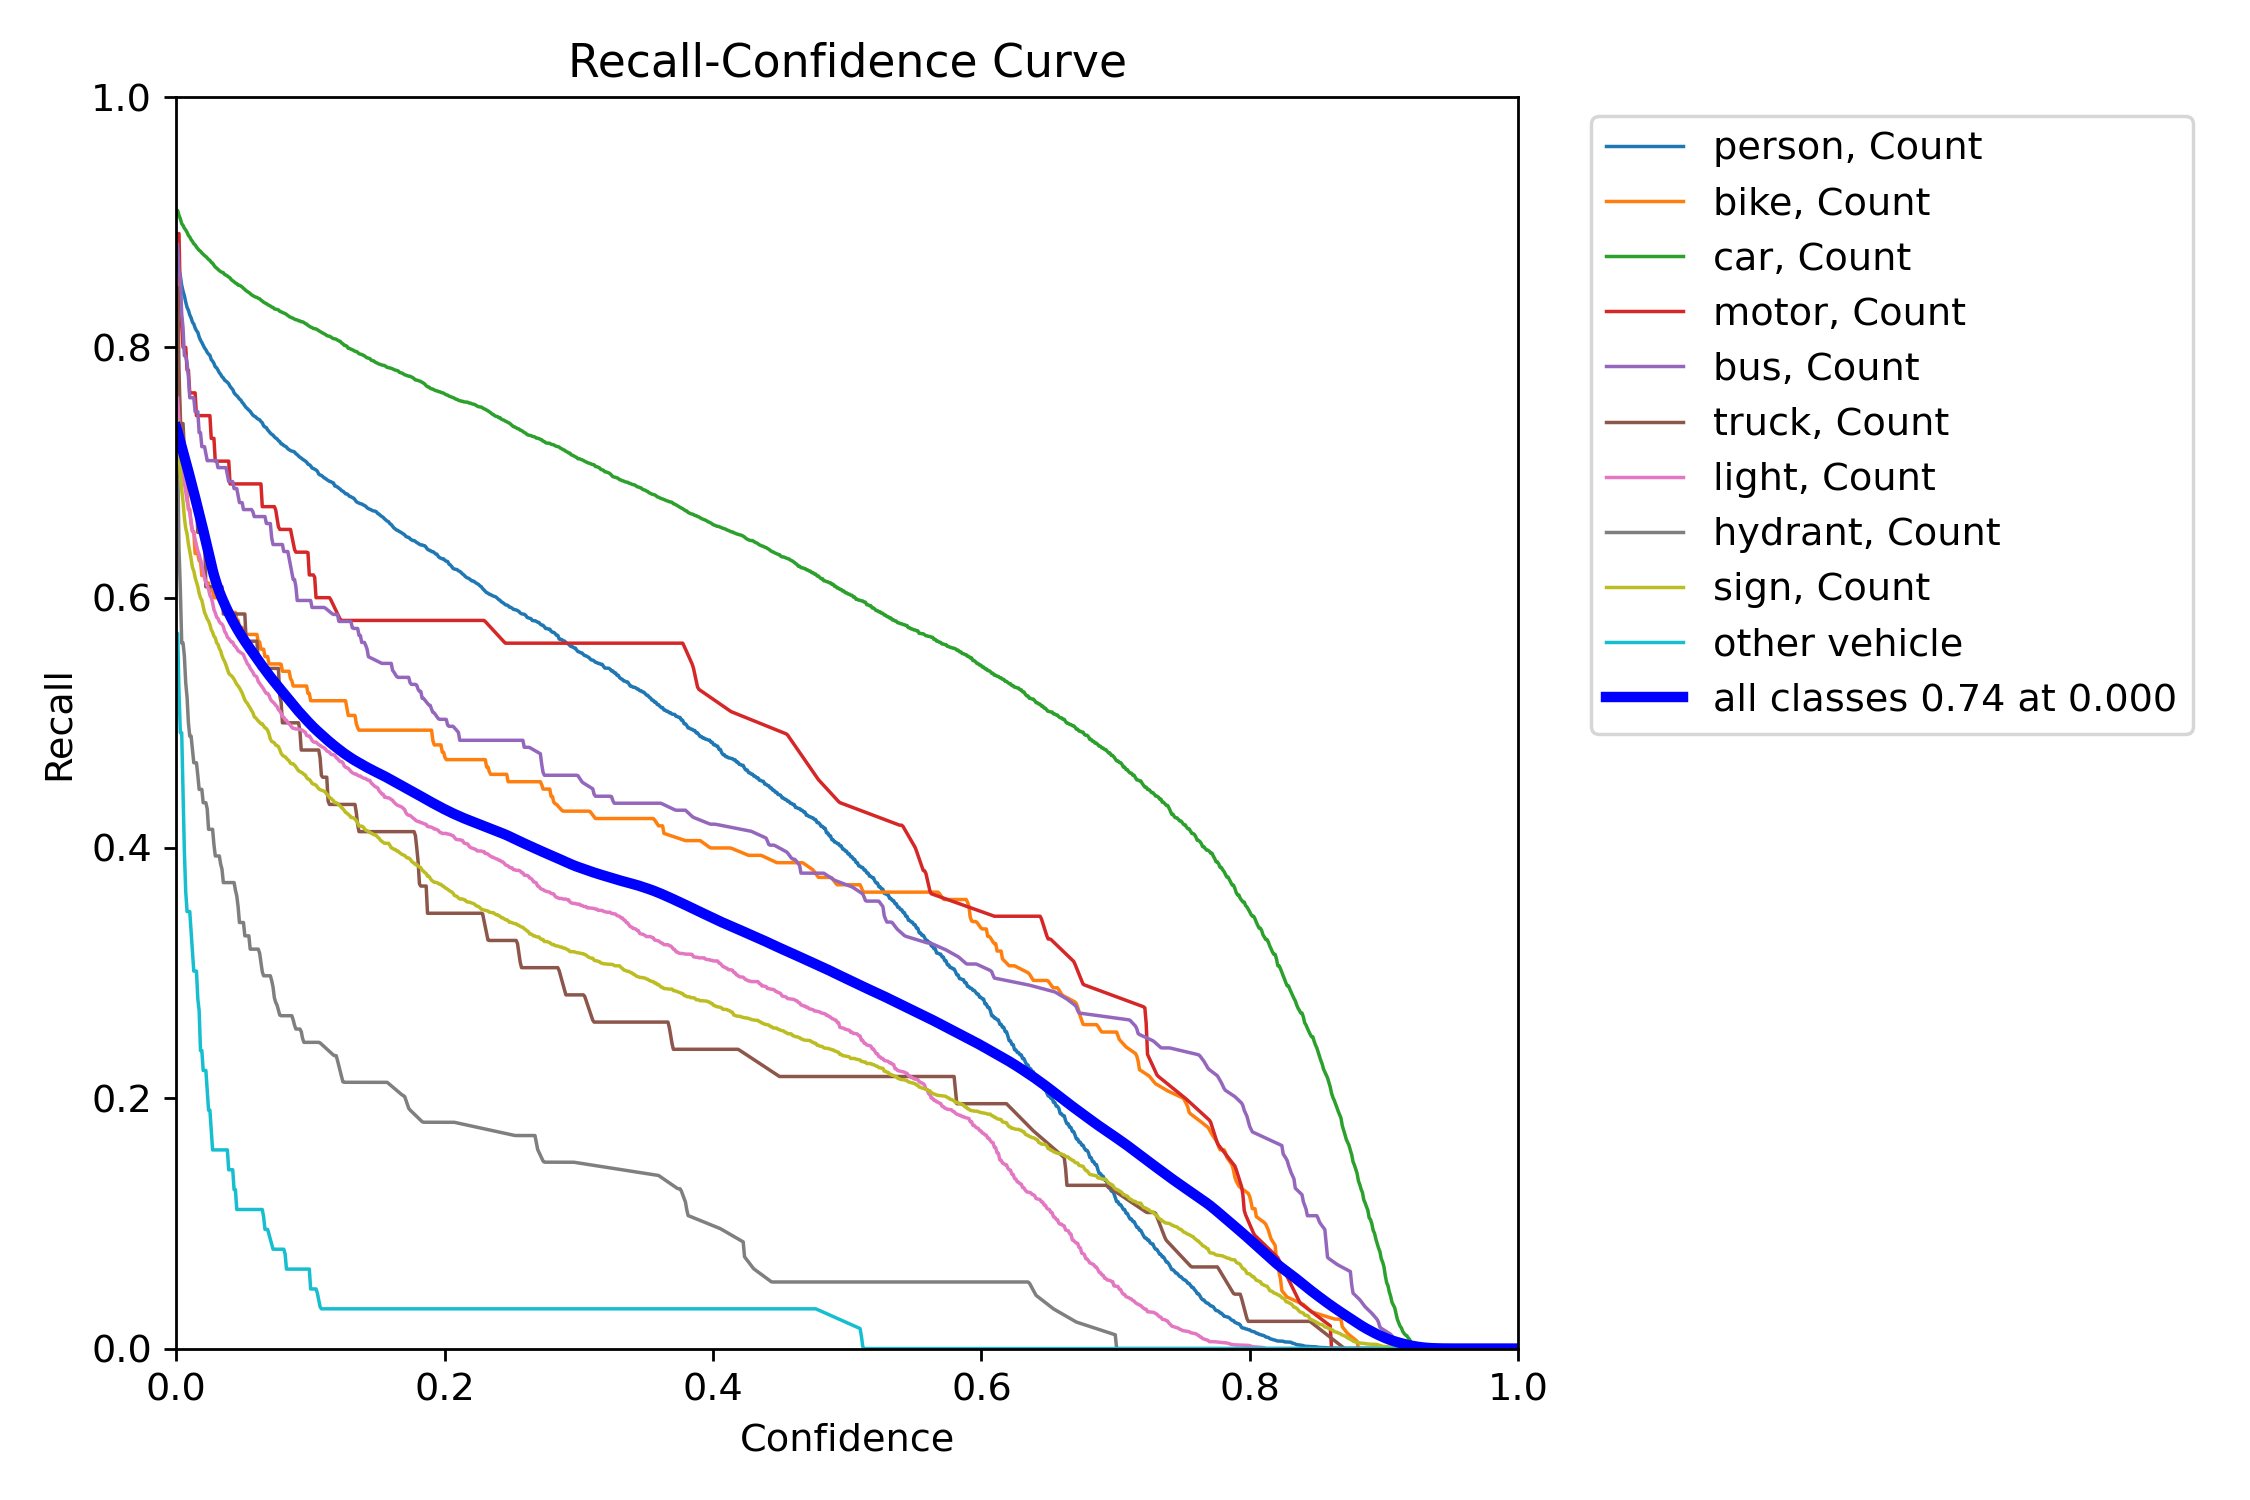 Recall-Confidence Curve
1.0
0.8
0.6
0.4
0.2
0.0
Recall
0.0 0.2 0.4 0.6 0.8 1.0
Confidence
person, Count
bike, Count
car, Count
motor, Count
bus, Count
truck, Count
light, Count
hydrant, Count
sign, Count
other vehicle
all classes 0.74 at 0.000